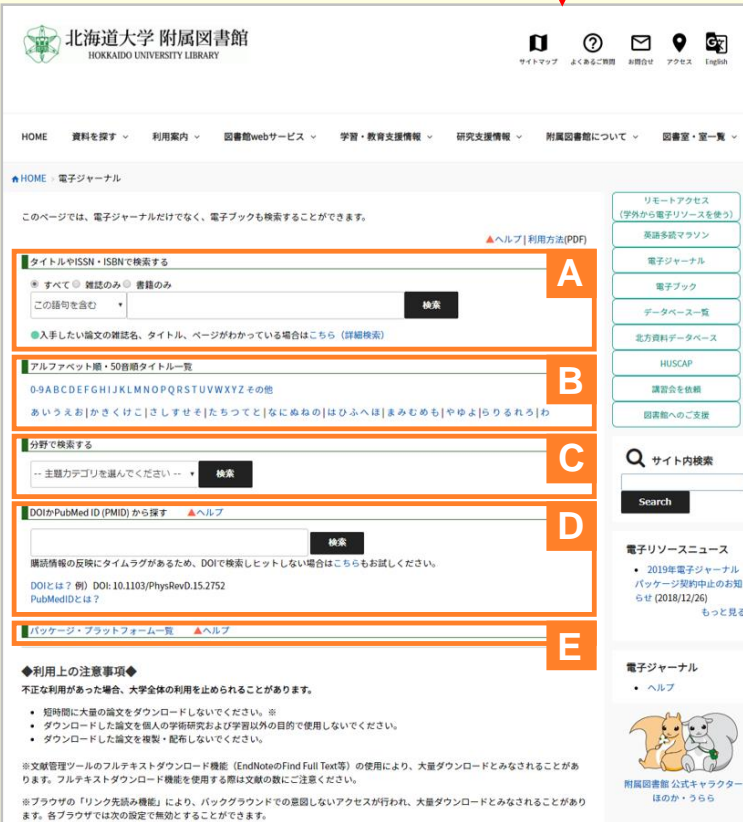 北海道大学 附属図書館
HOKKAIDO UNIVERSITY LIBRARY
サイトマップ よくあるご質問 お問合せ アクセス English
HOME 資料を探す 利用案内 図書館webサービス 学習・教育支援情報 研究支援情報 附属図書館について 図書室・室一覧
HOME 電子ジャーナル
このページでは、電子ジャーナルだけでなく、電子ブックも検索することができます。
▲ヘルプ | 利用方法(PDF)
タイトルやISSN・ISBNで検索する
A
すべて 雑誌のみ 書籍のみ
この語句を含む 検索
●入手したい論文の雑誌名、タイトル、ページがわかっている場合はこちら（詳細検索）
アルファベット順・50音順タイトル一覧
B
0-9 A B C D E F G H I J K L M N O P Q R S T U V W X Y Z その他
あ い う え お | か き く け こ | さ し す せ そ | た ち つ て と | な に ぬ ね の | は ひ ふ へ ほ | ま み む め も | や ゆ よ | ら り る れ ろ | わ
分野で検索する
C
-- 主題カテゴリを選んでください -- 検索
DOIかPubMed ID (PMID) から探す ▲ヘルプ
D
検索
購読情報の反映にタイムラグがあるため、DOIで検索しヒットしない場合はこちらもお試しください。
DOIとは？ 例）DOI: 10.1103/PhysRevD.15.2752
PubMedIDとは？
パッケージ・プラットフォーム一覧 ▲ヘルプ
E
◆利用上の注意事項◆
不正な利用があった場合、大学全体の利用を止められることがあります。
• 短時間に大量の論文をダウンロードしないでください。※
• ダウンロードした論文を個人の学術研究および学習以外の目的で使用しないでください。
• ダウンロードした論文を複製・配布しないでください。
※文献管理ツールのフルテキストダウンロード機能（EndNoteのFind Full Text等）の使用により、大量ダウンロードとみなされることがあ
ります。フルテキストダウンロード機能を使用する際は文献の数にご注意ください。
※ブラウザの「リンク先読み機能」により、バックグラウンドでの意図しないアクセスが行われ、大量ダウンロードとみなされることがあり
ます。各ブラウザでは次の設定で無効とすることができます。
リモートアクセス
(学外から電子リソースを使う)
英語多読マラソン
電子ジャーナル
電子ブック
データベース一覧
北方資料データベース
HUSCAP
講習会を依頼
図書館へのご支援
サイト内検索
Search
電子リソースニュース
• 2019年電子ジャーナル
パッケージ契約中止のお知
らせ (2018/12/26)
もっと見る
電子ジャーナル
• ヘルプ
附属図書館 公式キャラクター
ほのか・うらら